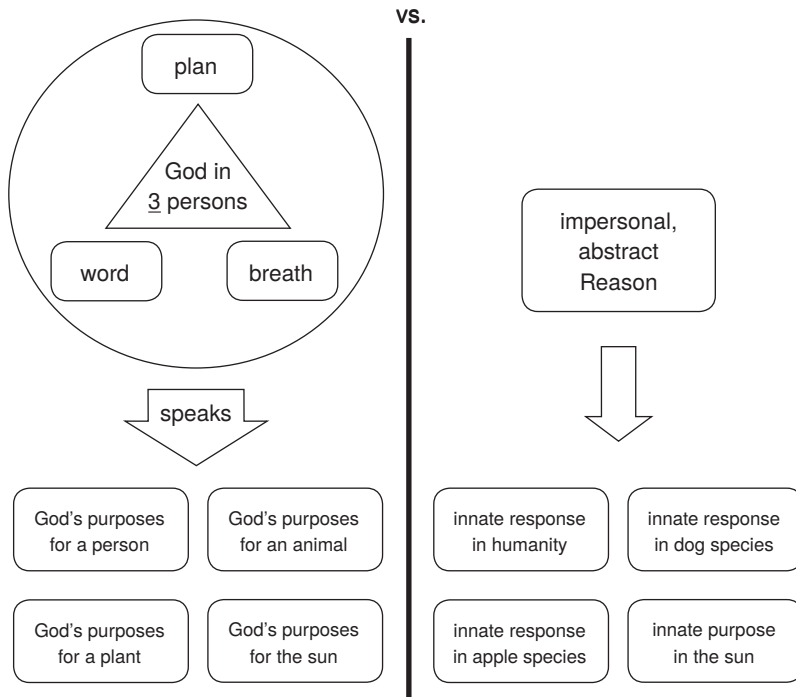 vs.
plan
God in
3 persons
word
breath
speaks
God's purposes
for a person
God's purposes
for an animal
God's purposes
for a plant
God's purposes
for the sun
impersonal,
abstract
Reason
innate response
in humanity
innate response
in dog species
innate response
in apple species
innate purpose
in the sun